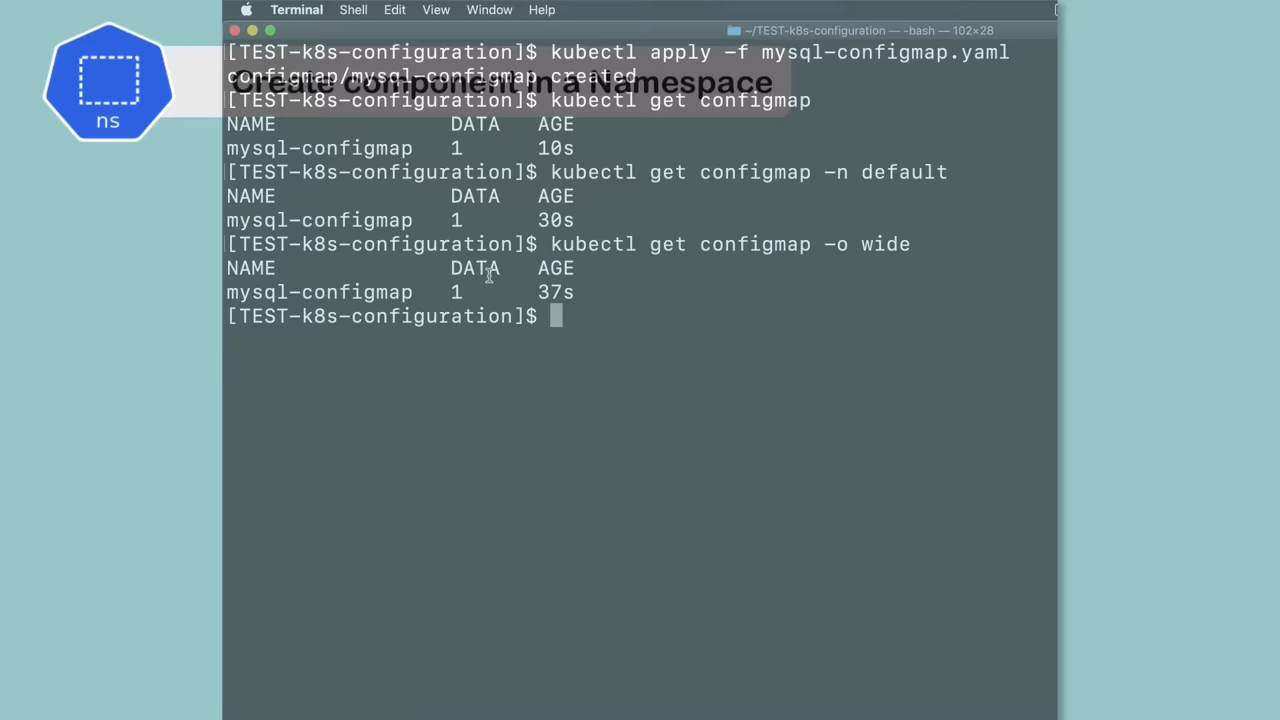 Terminal Shell Edit View Window Help
~/TEST-k8s-configuration — -bash — 102×28
[TEST-k8s-configuration]$ kubectl apply -f mysql-configmap.yaml
configmap/mysql-configmap created
Create component in a Namespace
[TEST-k8s-configuration]$ kubectl get configmap
NAME DATA AGE
mysql-configmap 1 10s
[TEST-k8s-configuration]$ kubectl get configmap -n default
NAME DATA AGE
mysql-configmap 1 30s
[TEST-k8s-configuration]$ kubectl get configmap -o wide
NAME DATA AGE
mysql-configmap 1 37s
[TEST-k8s-configuration]$
ns